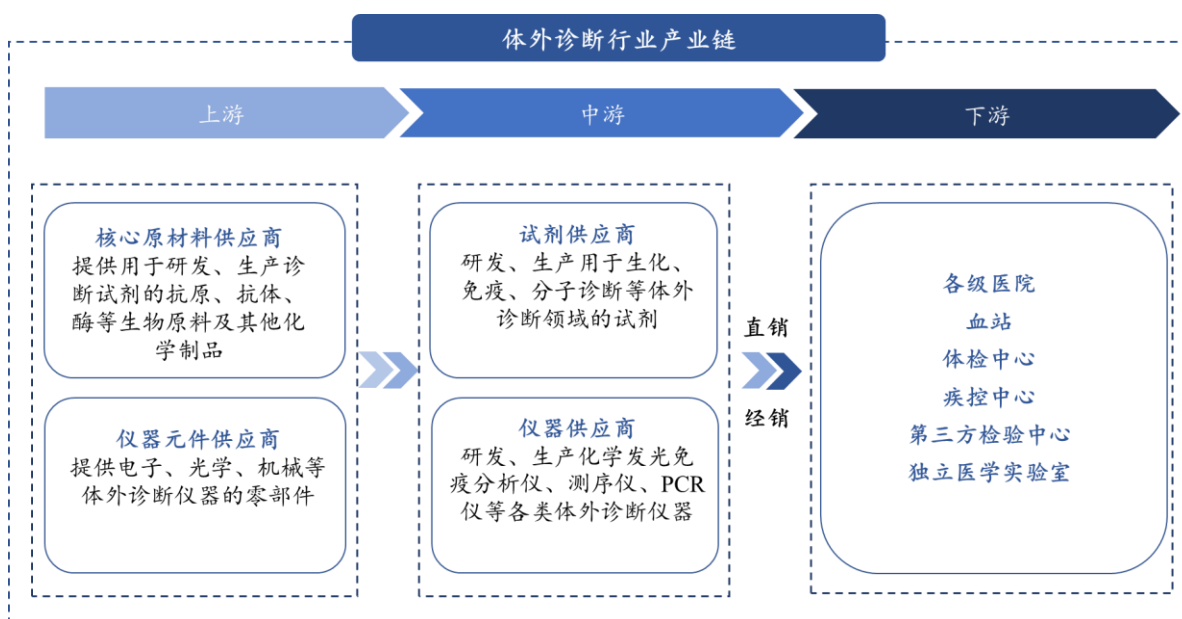 体外诊断行业产业链
上游
中游
下游
核心原材料供应商
提供用于研发、生产诊
断试剂的抗原、抗体、
酶等生物原料及其他化
学制品
仪器元件供应商
提供电子、光学、机械等
体外诊断仪器的零部件
试剂供应商
研发、生产用于生化、
免疫、分子诊断等体外
诊断领域的试剂
仪器供应商
研发、生产化学发光免
疫分析仪、测序仪、PCR
仪等各类体外诊断仪器
直销
经销
各级医院
血站
体检中心
疾控中心
第三方检验中心
独立医学实验室